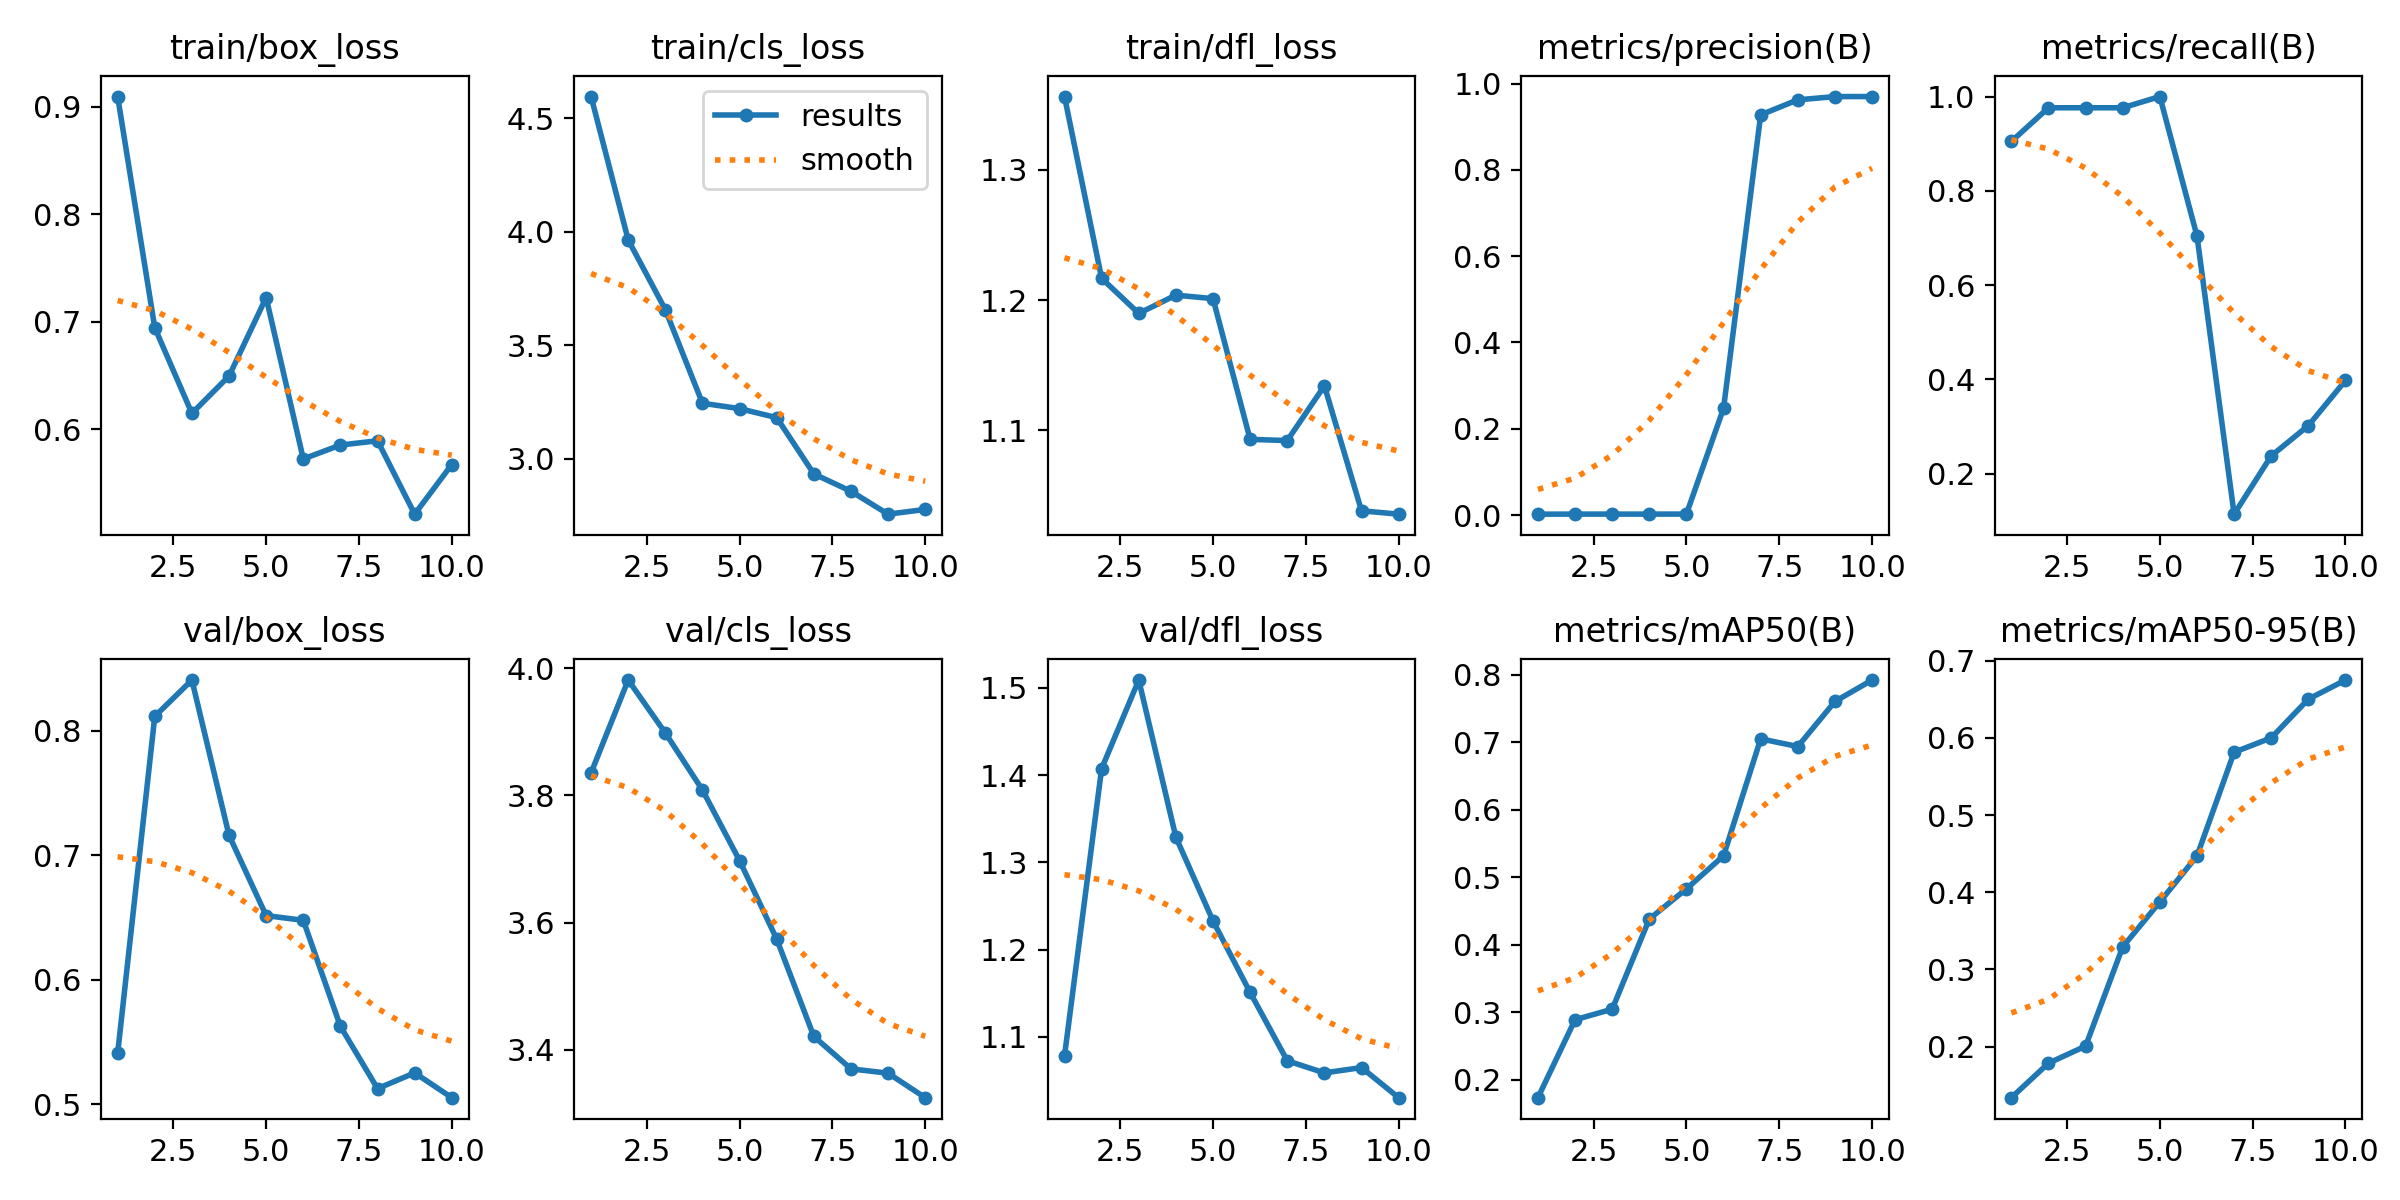 train/box_loss
train/cls_loss
train/dfl_loss
metrics/precision(B)
metrics/recall(B)
0.9
0.8
0.7
0.6
2.5 5.0 7.5 10.0
4.5
4.0
3.5
3.0
results
smooth
2.5 5.0 7.5 10.0
1.3
1.2
1.1
2.5 5.0 7.5 10.0
1.0
0.8
0.6
0.4
0.2
0.0
2.5 5.0 7.5 10.0
1.0
0.8
0.6
0.4
0.2
2.5 5.0 7.5 10.0
val/box_loss
val/cls_loss
val/dfl_loss
metrics/mAP50(B)
metrics/mAP50-95(B)
0.8
0.7
0.6
0.5
2.5 5.0 7.5 10.0
4.0
3.8
3.6
3.4
2.5 5.0 7.5 10.0
1.5
1.4
1.3
1.2
1.1
2.5 5.0 7.5 10.0
0.8
0.7
0.6
0.5
0.4
0.3
0.2
2.5 5.0 7.5 10.0
0.7
0.6
0.5
0.4
0.3
0.2
2.5 5.0 7.5 10.0